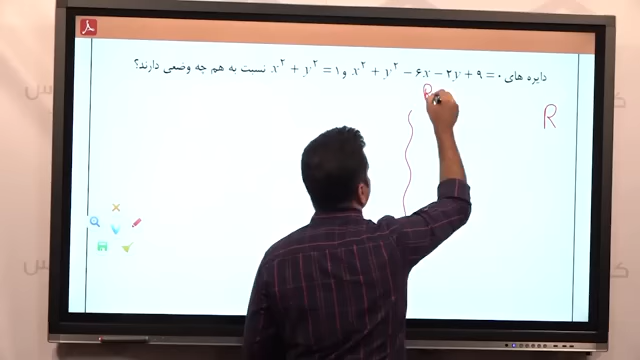 دایره های x² + y² − ۶x − ۲y + ۹ = ۰ و x² + y² = ۱ نسبت به هم چه وضعی دارند؟
R R